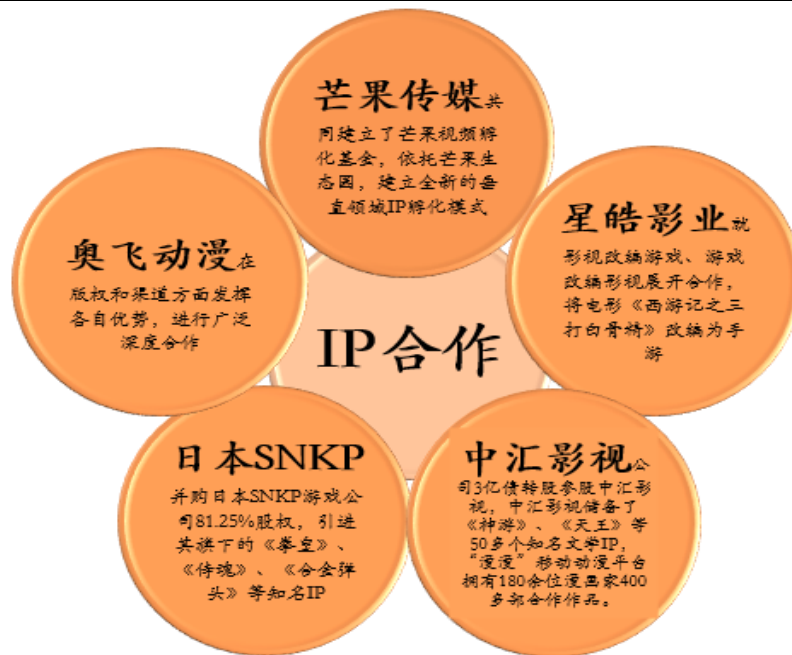 芒果传媒共
同建立了芒果视频孵
化基金，依托芒果生
态圈，建立全新的垂
直领域IP孵化模式
星皓影业就
影视改编游戏、游戏
改编影视展开合作，
将电影《西游记之三
打白骨精》改编为手
游
奥飞动漫在
版权和渠道方面发挥
各自优势，进行广泛
深度合作
IP合作
日本SNKP
并购日本SNKP游戏公
司81.25%股权，引进
其旗下的《拳皇》、
《侍魂》、《合金弹
头》等知名IP
中汇影视公
司3亿债转股参股中汇影
视，中汇影视储备了
《神游》、《天王》等
50多个知名文学IP，
“漫漫”移动动漫平台
拥有180余位漫画家400
多部合作作品。